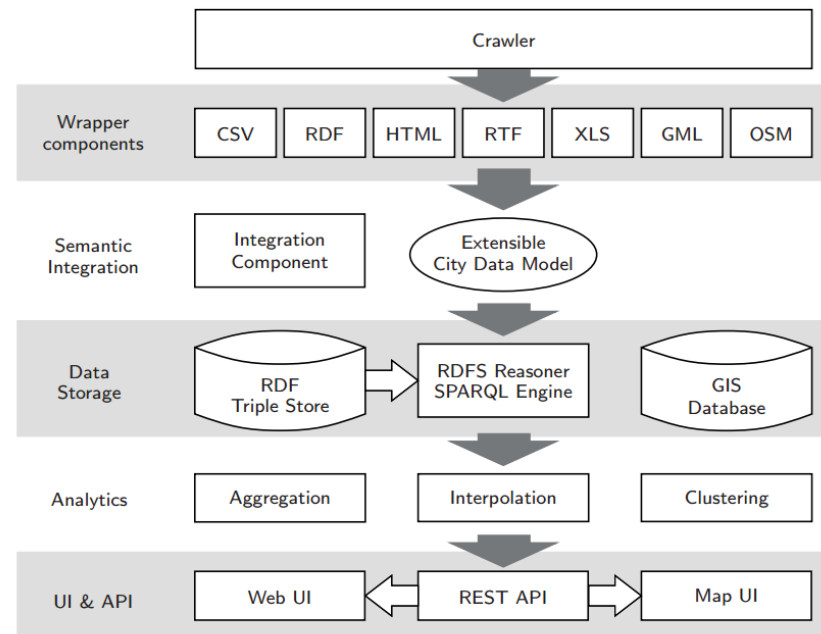 Crawler
Wrapper
components
CSV
RDF
HTML
RTF
XLS
GML
OSM
Semantic
Integration
Integration
Component
Extensible
City Data Model
Data
Storage
RDF
Triple Store
RDFS Reasoner
SPARQL Engine
GIS
Database
Analytics
Aggregation
Interpolation
Clustering
UI & API
Web UI
REST API
Map UI